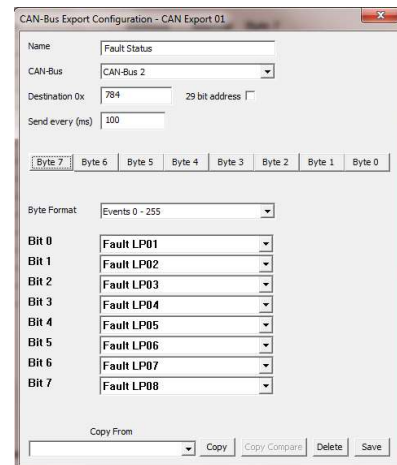 CAN-Bus Export Configuration - CAN Export 01
Name Fault Status
CAN-Bus CAN-Bus 2
Destination 0x 784 29 bit address
Send every (ms) 100
Byte 7 Byte 6 Byte 5 Byte 4 Byte 3 Byte 2 Byte 1 Byte 0
Byte Format Events 0 - 255
Bit 0 Fault LP01
Bit 1 Fault LP02
Bit 2 Fault LP03
Bit 3 Fault LP04
Bit 4 Fault LP05
Bit 5 Fault LP06
Bit 6 Fault LP07
Bit 7 Fault LP08
Copy From
Copy Copy Compare Delete Save